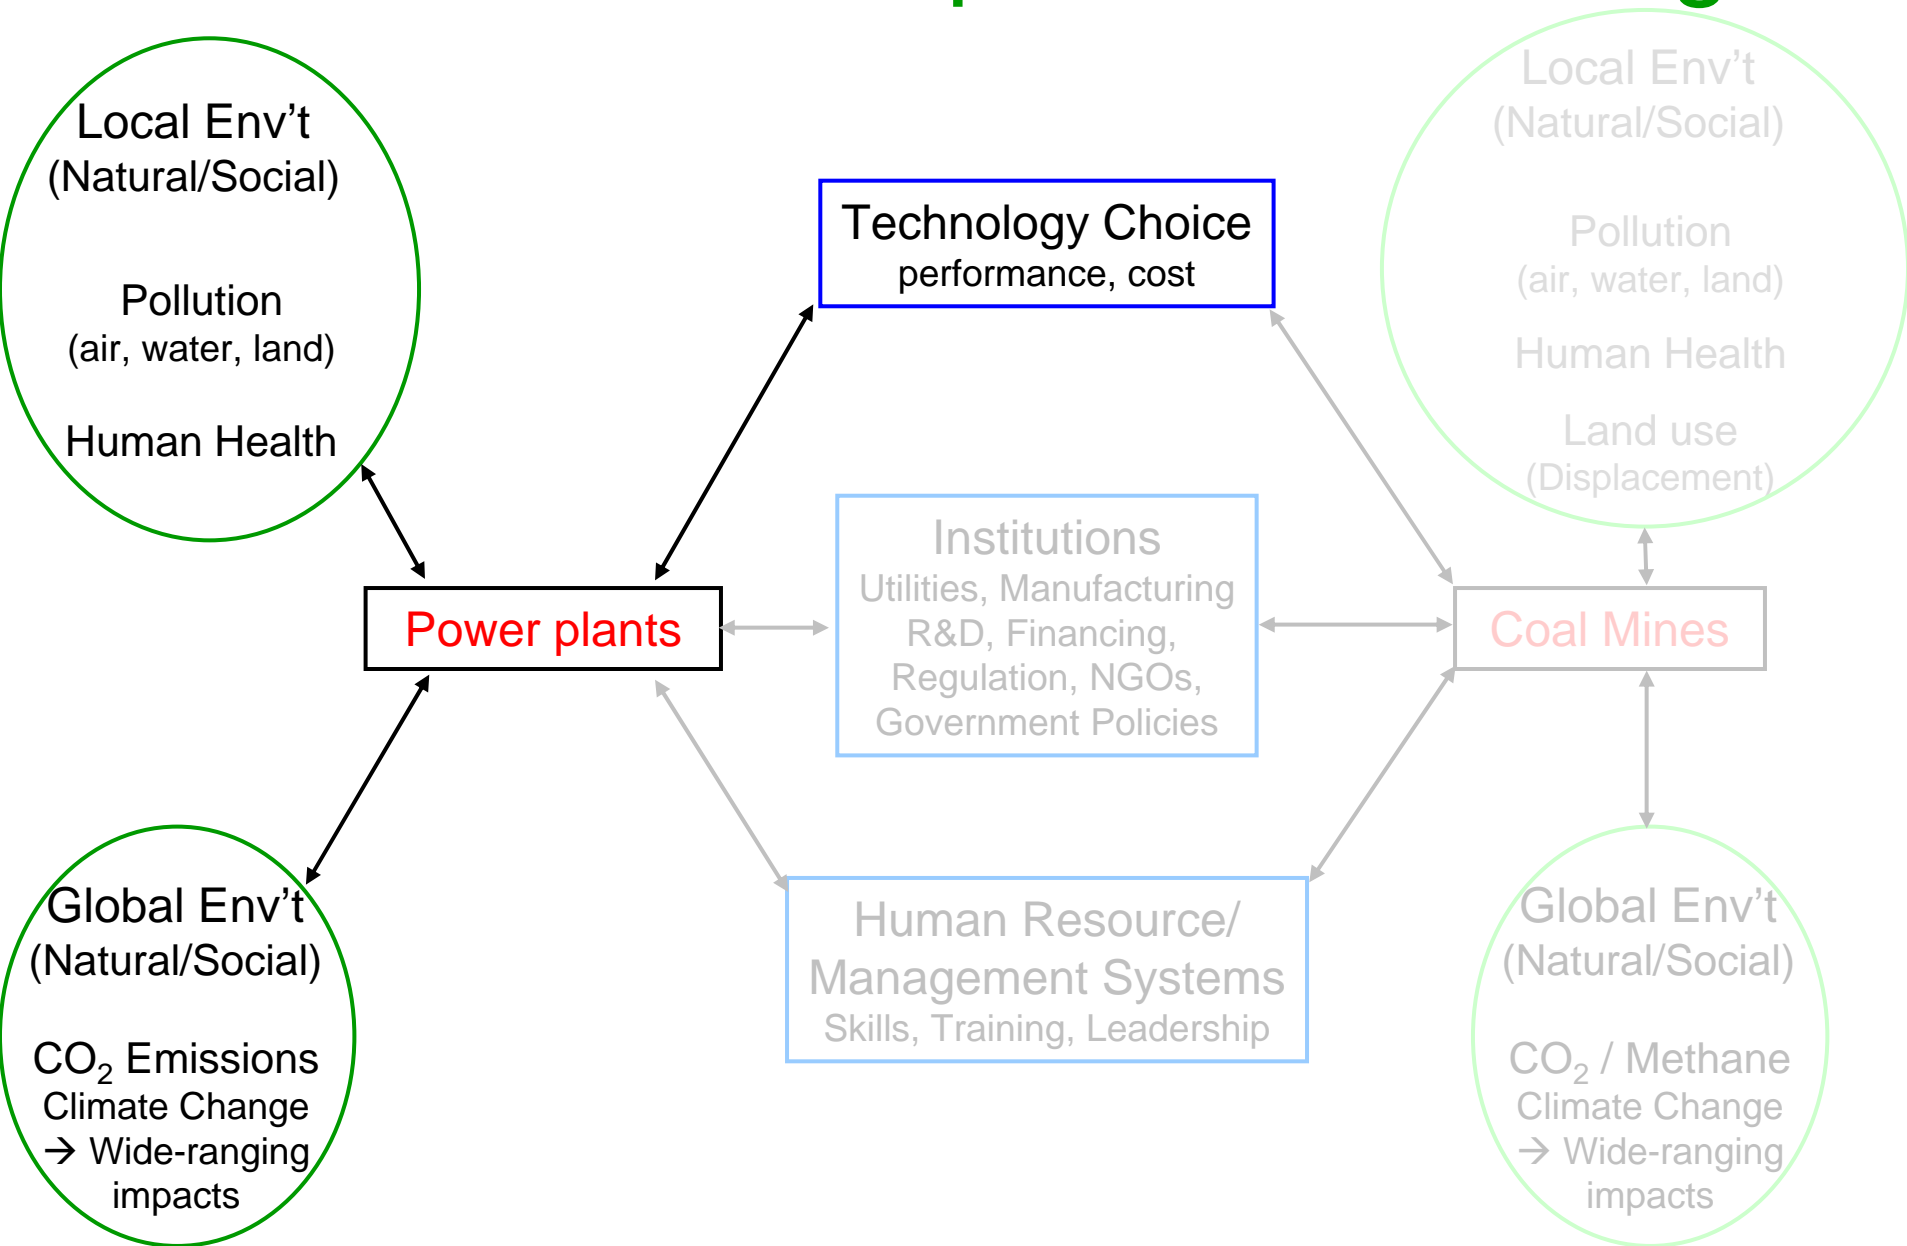 Local Env't
(Natural/Social)
Pollution
(air, water, land)
Human Health
Technology Choice
performance, cost
Local Env't
(Natural/Social)
Pollution
(air, water, land)
Human Health
Land use
(Displacement)
Power plants
Institutions
Utilities, Manufacturing
R&D, Financing,
Regulation, NGOs,
Government Policies
Coal Mines
Global Env't
(Natural/Social)
CO₂ Emissions
Climate Change
→ Wide-ranging
impacts
Human Resource/
Management Systems
Skills, Training, Leadership
Global Env't
(Natural/Social)
CO₂ / Methane
Climate Change
→ Wide-ranging
impacts